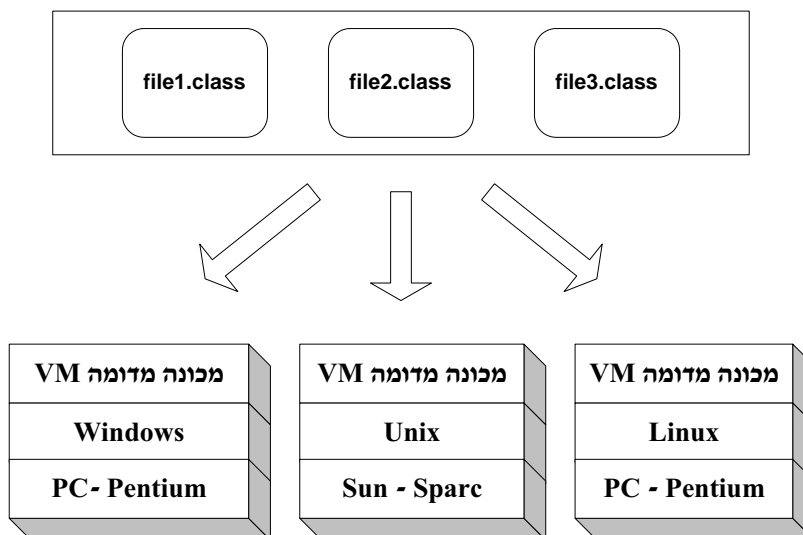 file1.class
file2.class
file3.class
מכונה מדומה VM
Windows
PC- Pentium
מכונה מדומה VM
Unix
Sun - Sparc
מכונה מדומה VM
Linux
PC - Pentium